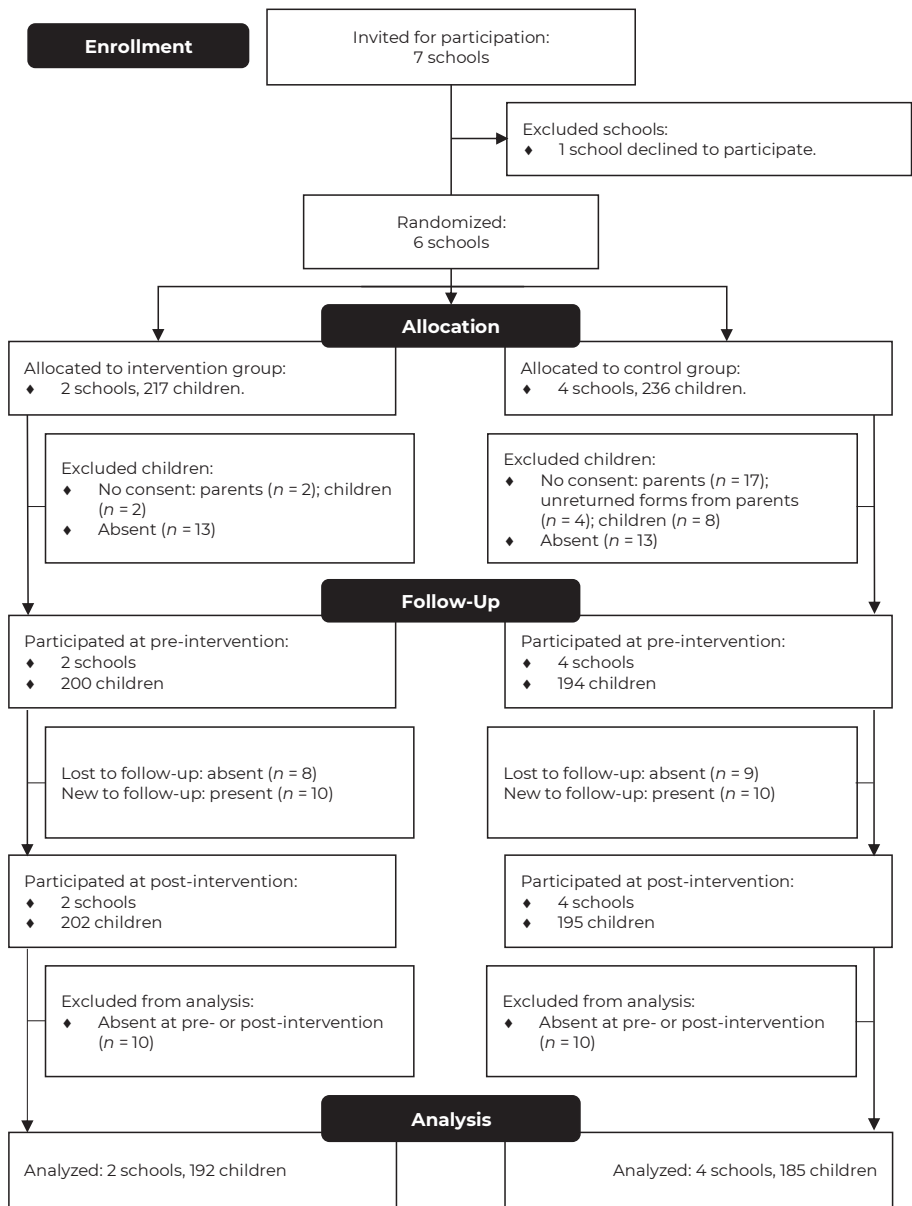 Enrollment
Invited for participation:
7 schools
Excluded schools:
♦ 1 school declined to participate.
Randomized:
6 schools
Allocation
Allocated to intervention group:
♦ 2 schools, 217 children.
Allocated to control group:
♦ 4 schools, 236 children.
Excluded children:
♦ No consent: parents (n = 2); children
(n = 2)
♦ Absent (n = 13)
Excluded children:
♦ No consent: parents (n = 17);
unreturned forms from parents
(n = 4); children (n = 8)
♦ Absent (n = 13)
Follow-Up
Participated at pre-intervention:
♦ 2 schools
♦ 200 children
Participated at pre-intervention:
♦ 4 schools
♦ 194 children
Lost to follow-up: absent (n = 8)
New to follow-up: present (n = 10)
Lost to follow-up: absent (n = 9)
New to follow-up: present (n = 10)
Participated at post-intervention:
♦ 2 schools
♦ 202 children
Participated at post-intervention:
♦ 4 schools
♦ 195 children
Excluded from analysis:
♦ Absent at pre- or post-intervention
(n = 10)
Excluded from analysis:
♦ Absent at pre- or post-intervention
(n = 10)
Analysis
Analyzed: 2 schools, 192 children
Analyzed: 4 schools, 185 children